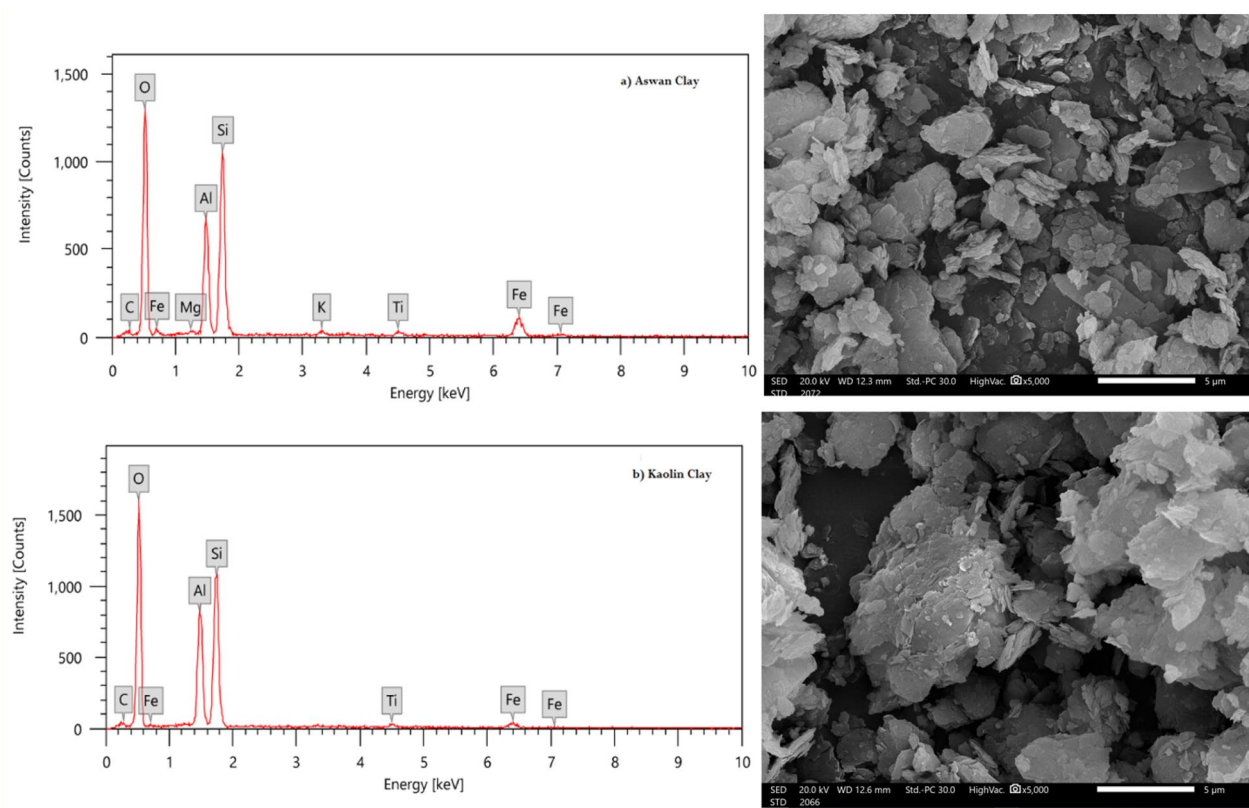 a) Aswan Clay
Intensity [Counts]
1,500
1,000
500
0
O
Si
Al
C
Fe
Mg
K
Ti
Fe
Fe
0 1 2 3 4 5 6 7 8 9 10
Energy [keV]
SED 20.0 kV WD 12.3 mm Std.-PC 30.0 HighVac. x5,000 5 µm
STD 2072
b) Kaolin Clay
Intensity [Counts]
1,500
1,000
500
0
O
Si
Al
C
Fe
Ti
Fe
Fe
0 1 2 3 4 5 6 7 8 9 10
Energy [keV]
SED 20.0 kV WD 12.6 mm Std.-PC 30.0 HighVac. x5,000 5 µm
STD 2066